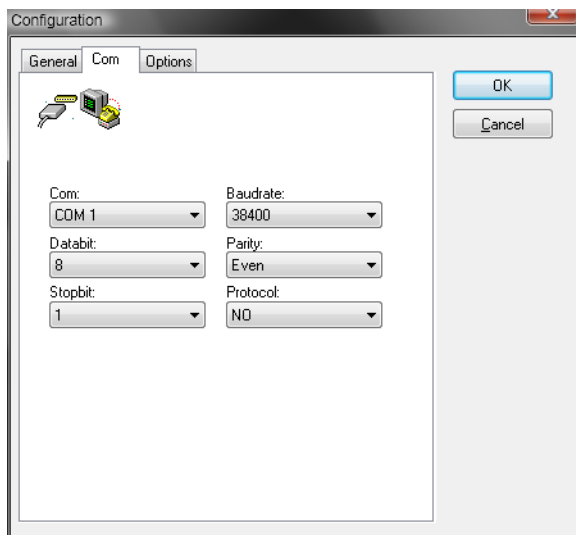 Configuration
General Com Options
OK
Cancel
Com: Baudrate:
COM 1 38400
Databit: Parity:
8 Even
Stopbit: Protocol:
1 NO